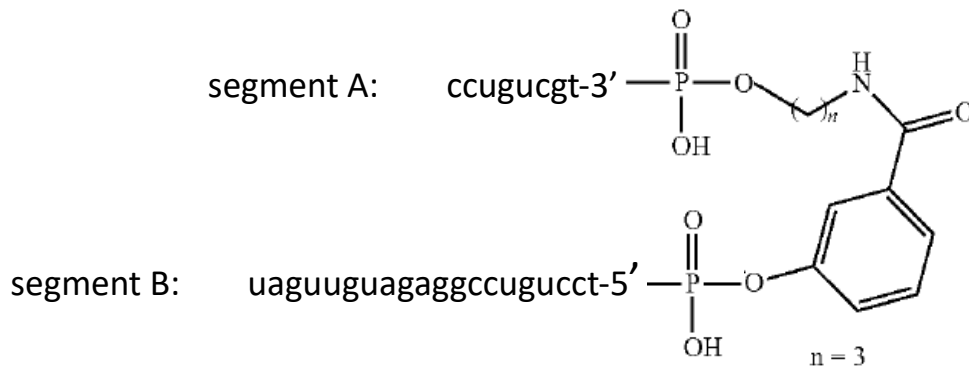 O
H
segment A: ccugucgt-3′ P O N
( )n
OH O
O
segment B: uaguuguagaggccugucct-5′ P O
OH
n = 3